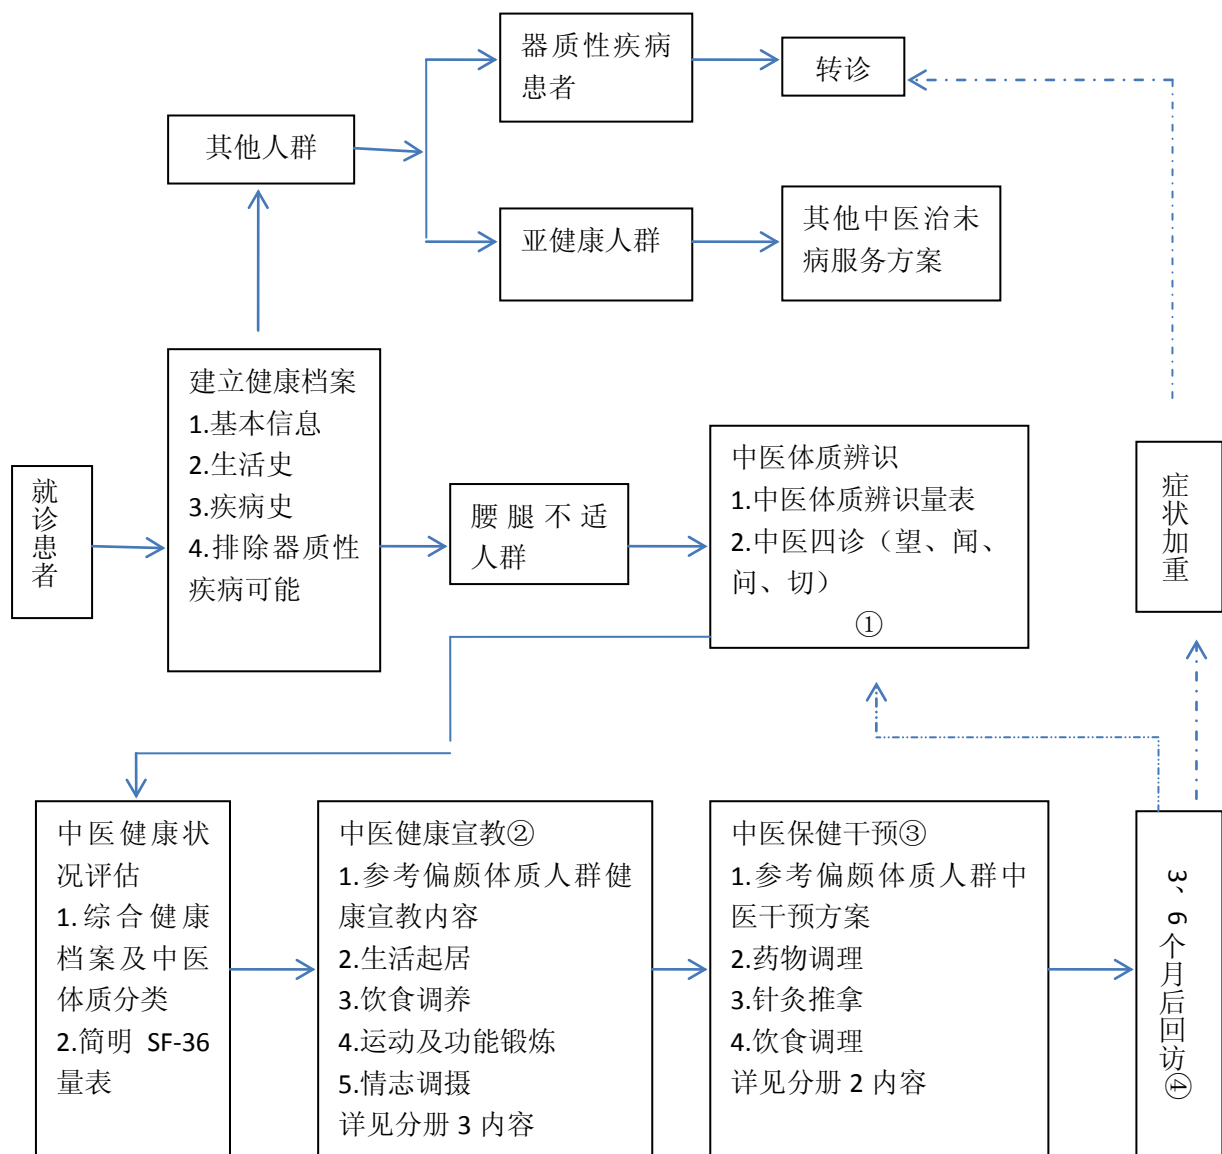 器质性疾病
患者
转诊
其他人群
亚健康人群
其他中医治未
病服务方案
就诊患者
建立健康档案
1.基本信息
2.生活史
3.疾病史
4.排除器质性
疾病可能
腰腿不适
人群
中医体质辨识
1.中医体质辨识量表
2.中医四诊（望、闻、
问、切）
①
症状加重
中医健康状
况评估
1.综合健康
档案及中医
体质分类
2.简明 SF-36
量表
中医健康宣教②
1.参考偏颇体质人群健
康宣教内容
2.生活起居
3.饮食调养
4.运动及功能锻炼
5.情志调摄
详见分册 3 内容
中医保健干预③
1.参考偏颇体质人群中
医干预方案
2.药物调理
3.针灸推拿
4.饮食调理
详见分册 2 内容
3、6个月后回访④